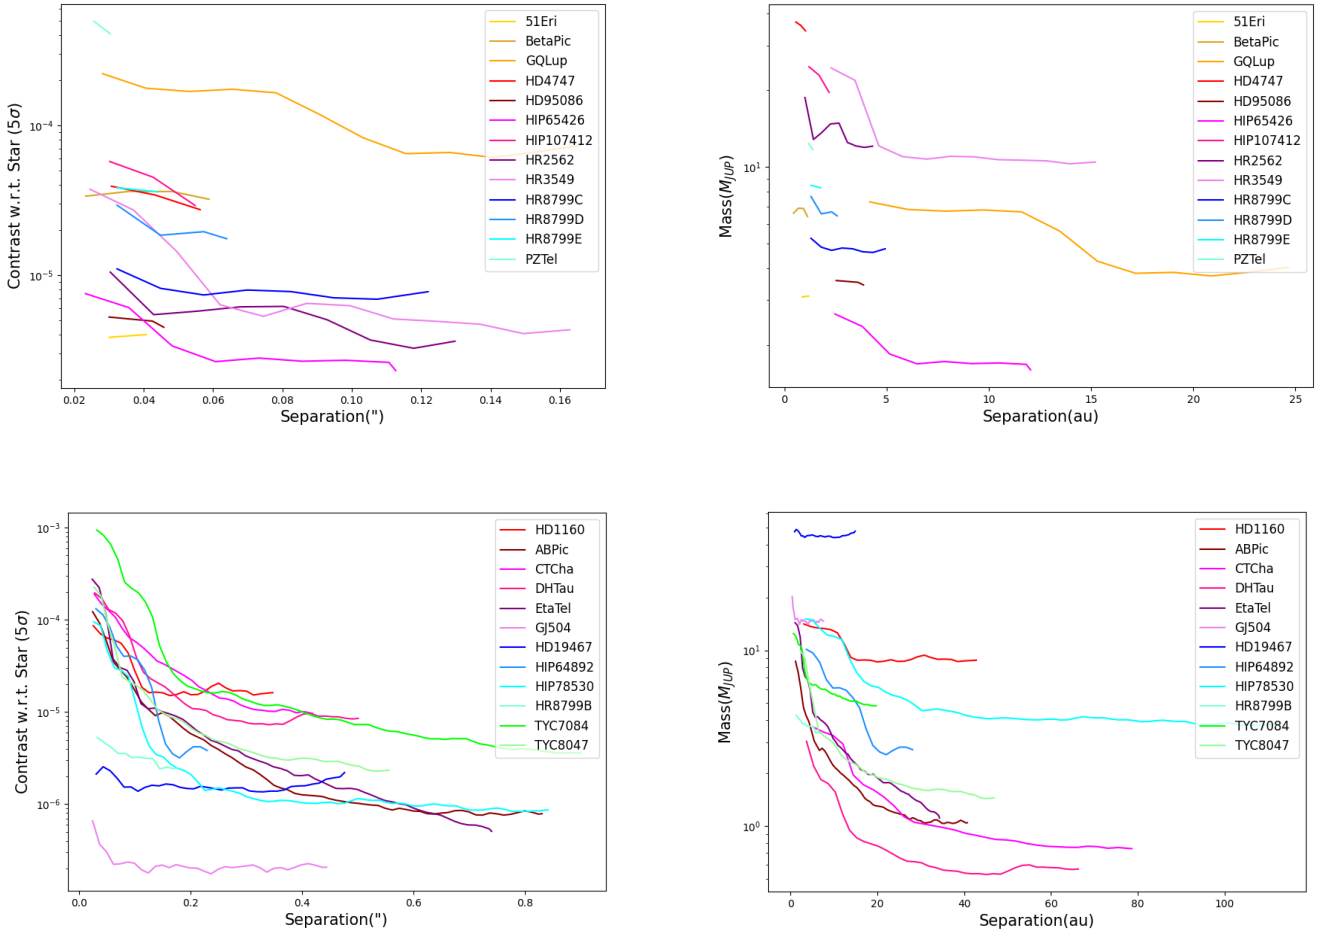 Contrast w.r.t. Star (5σ)
10⁻⁴
10⁻⁵
0.02 0.04 0.06 0.08 0.10 0.12 0.14 0.16
Separation(")
51Eri
BetaPic
GQLup
HD4747
HD95086
HIP65426
HIP107412
HR2562
HR3549
HR8799C
HR8799D
HR8799E
PZTel
Mass(M_JUP)
10¹
0 5 10 15 20 25
Separation(au)
51Eri
BetaPic
GQLup
HD4747
HD95086
HIP65426
HIP107412
HR2562
HR3549
HR8799C
HR8799D
HR8799E
PZTel
Contrast w.r.t. Star (5σ)
10⁻³
10⁻⁴
10⁻⁵
10⁻⁶
0.0 0.2 0.4 0.6 0.8
Separation(")
HD1160
ABPic
CTCha
DHTau
EtaTel
GJ504
HD19467
HIP64892
HIP78530
HR8799B
TYC7084
TYC8047
Mass(M_JUP)
10¹
10⁰
0 20 40 60 80 100
Separation(au)
HD1160
ABPic
CTCha
DHTau
EtaTel
GJ504
HD19467
HIP64892
HIP78530
HR8799B
TYC7084
TYC8047